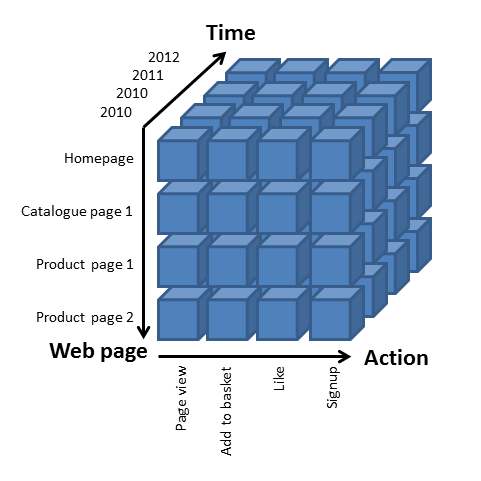 Time
2012
2011
2010
2010
Homepage
Catalogue page 1
Product page 1
Product page 2
Web page
Action
Page view
Add to basket
Like
Signup